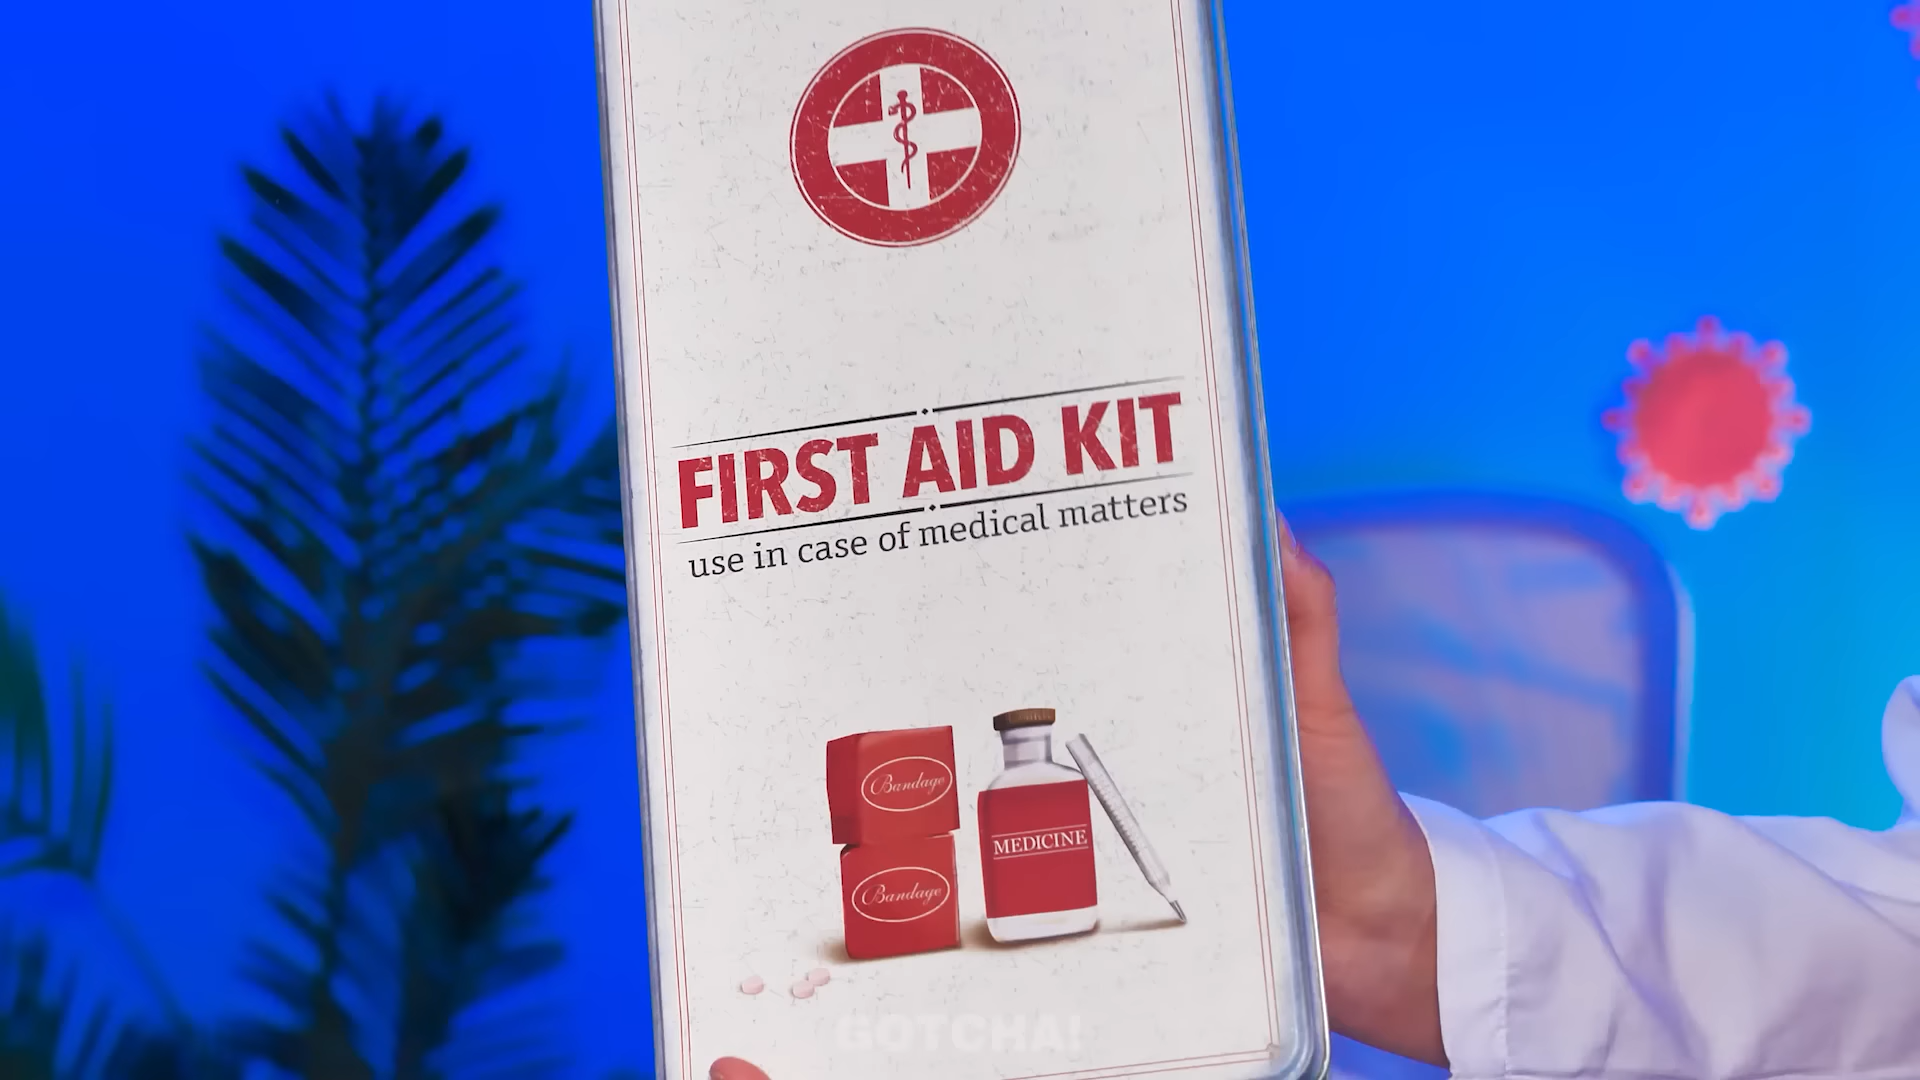 FIRST AID KIT
use in case of medical matters
Bandage
MEDICINE
Bandage
GOTCHA!